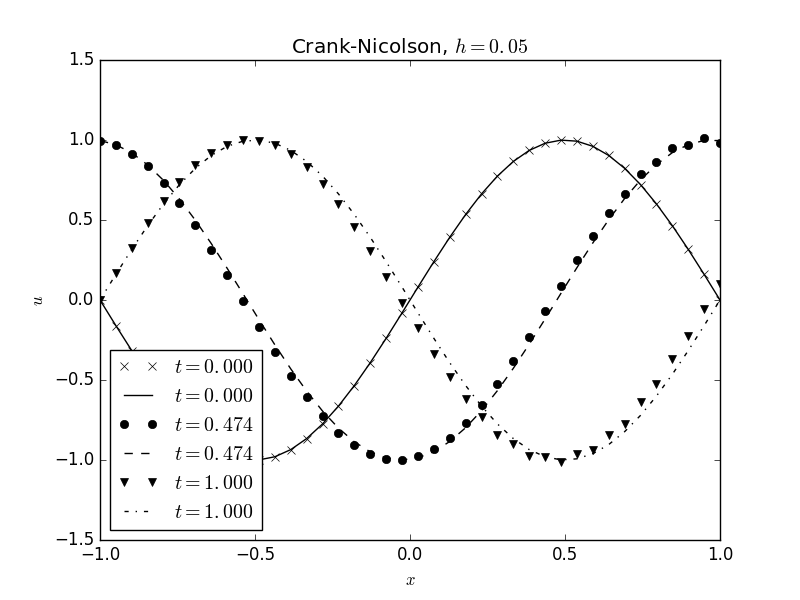 Crank-Nicolson, h = 0.05
1.5
1.0
0.5
0.0
−0.5
−1.0
−1.5
u
t = 0.000
t = 0.000
t = 0.474
t = 0.474
t = 1.000
t = 1.000
−1.0 −0.5 0.0 0.5 1.0
x